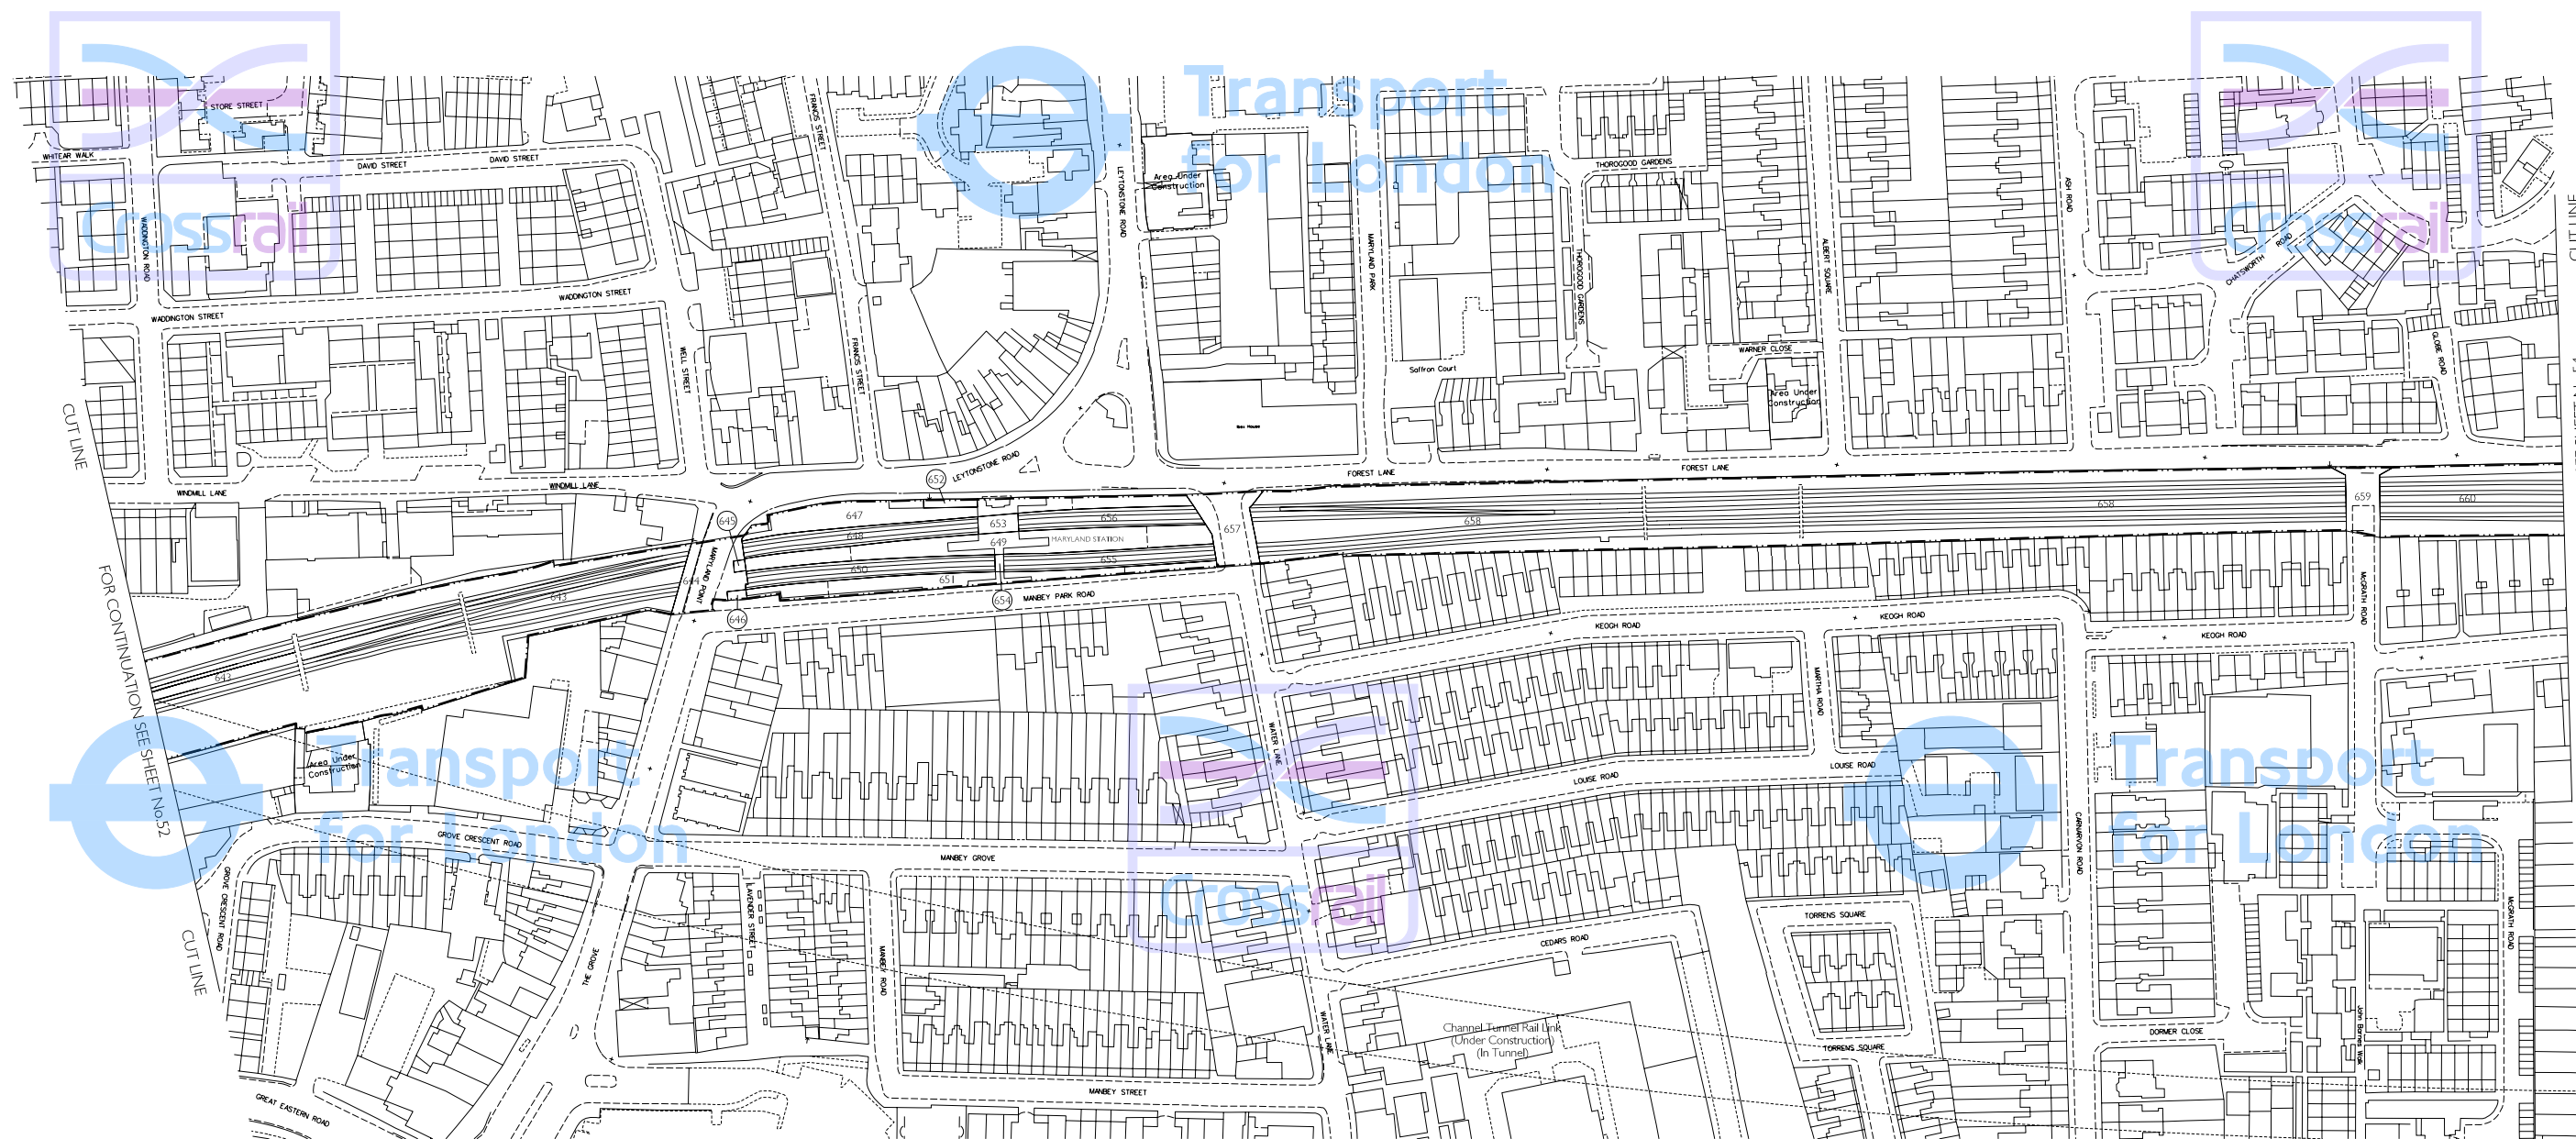 STORE STREET
WHITEAR WALK
DAVID STREET
DAVID STREET
WADDINGTON ROAD
WADDINGTON STREET
WADDINGTON STREET
WELL STREET
FRANCIS STREET
FRANCIS STREET
LEYTONSTONE ROAD
Area Under
Construction
MARYLAND PARK
THOROGOOD GARDENS
THOROGOOD GARDENS
Saffron Court
ALBERT SQUARE
WARNER CLOSE
Area Under
Construction
ASH ROAD
CHATSWORTH
ROAD
GLOBE ROAD
CUT LINE
Transport
for London
Crossrail
Crossrail
CUT LINE
WINDMILL LANE
WINDMILL LANE
LEYTONSTONE ROAD
FOREST LANE
FOREST LANE
652
645
647
648
653
656
649
MARYLAND STATION
650
651
655
654
646
657
658
658
659
660
644
643
643
MARYLAND POINT
MANBEY PARK ROAD
KEOGH ROAD
KEOGH ROAD
KEOGH ROAD
McGRATH ROAD
MARTHA ROAD
WATER LANE
LOUISE ROAD
LOUISE ROAD
CARNARVON ROAD
FOR CONTINUATION SEE SHEET No.52
Area Under
Construction
Transport
for London
Crossrail
Transport
for London
GROVE CRESCENT ROAD
GROVE CRESCENT ROAD
CUT LINE
THE GROVE
LAVENDER STREET
MANBEY GROVE
MANBEY ROAD
WATER LANE
CEDARS ROAD
TORRENS SQUARE
TORRENS SQUARE
McGRATH ROAD
DORMER CLOSE
John Barnes Walk
Channel Tunnel Rail Link
(Under Construction)
(In Tunnel)
MANBEY STREET
GREAT EASTERN ROAD